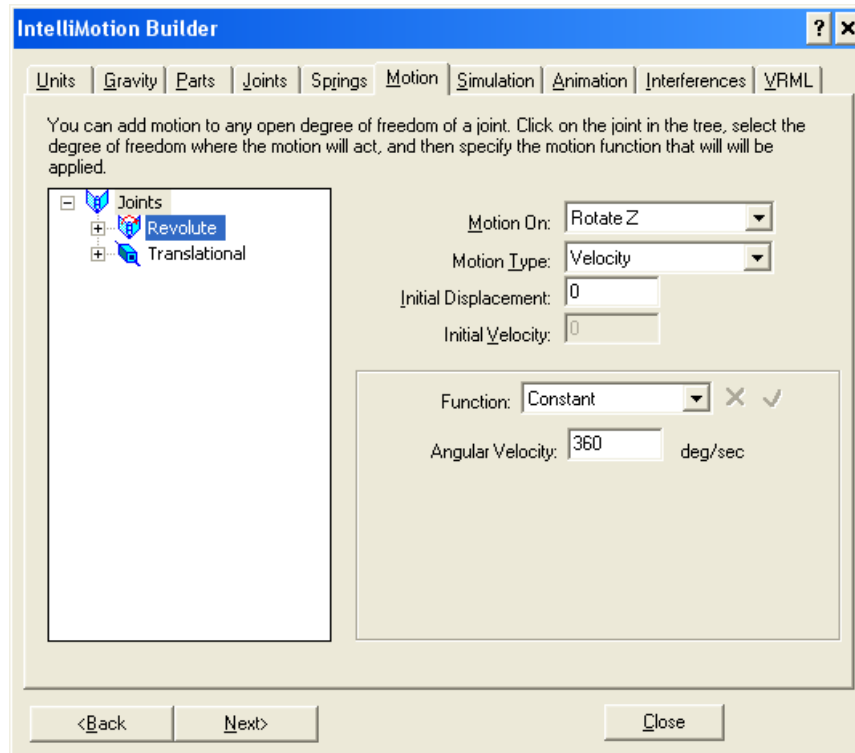 IntelliMotion Builder
? ×
Units Gravity Parts Joints Springs Motion Simulation Animation Interferences VRML
You can add motion to any open degree of freedom of a joint. Click on the joint in the tree, select the
degree of freedom where the motion will act, and then specify the motion function that will will be
applied.
Joints
Revolute
Translational
Motion On: Rotate Z
Motion Type: Velocity
Initial Displacement: 0
Initial Velocity: 0
Function: Constant
Angular Velocity: 360 deg/sec
<Back Next> Close